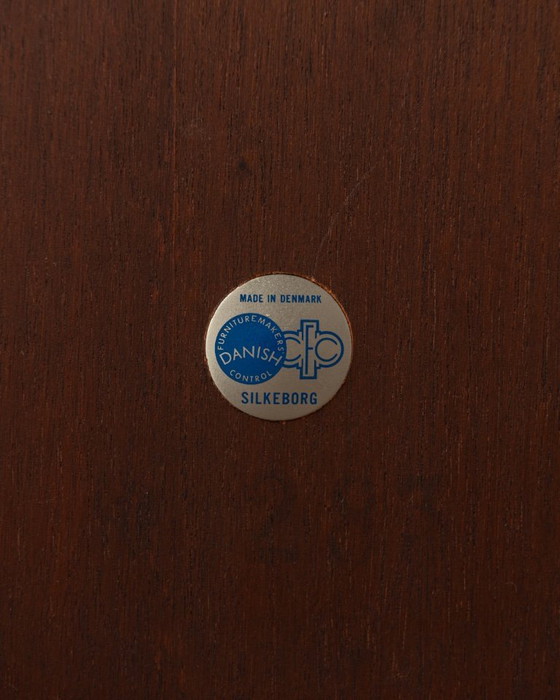 MADE IN DENMARK
FURNITUREMAKERS
DANISH
CONTROL
SILKEBORG